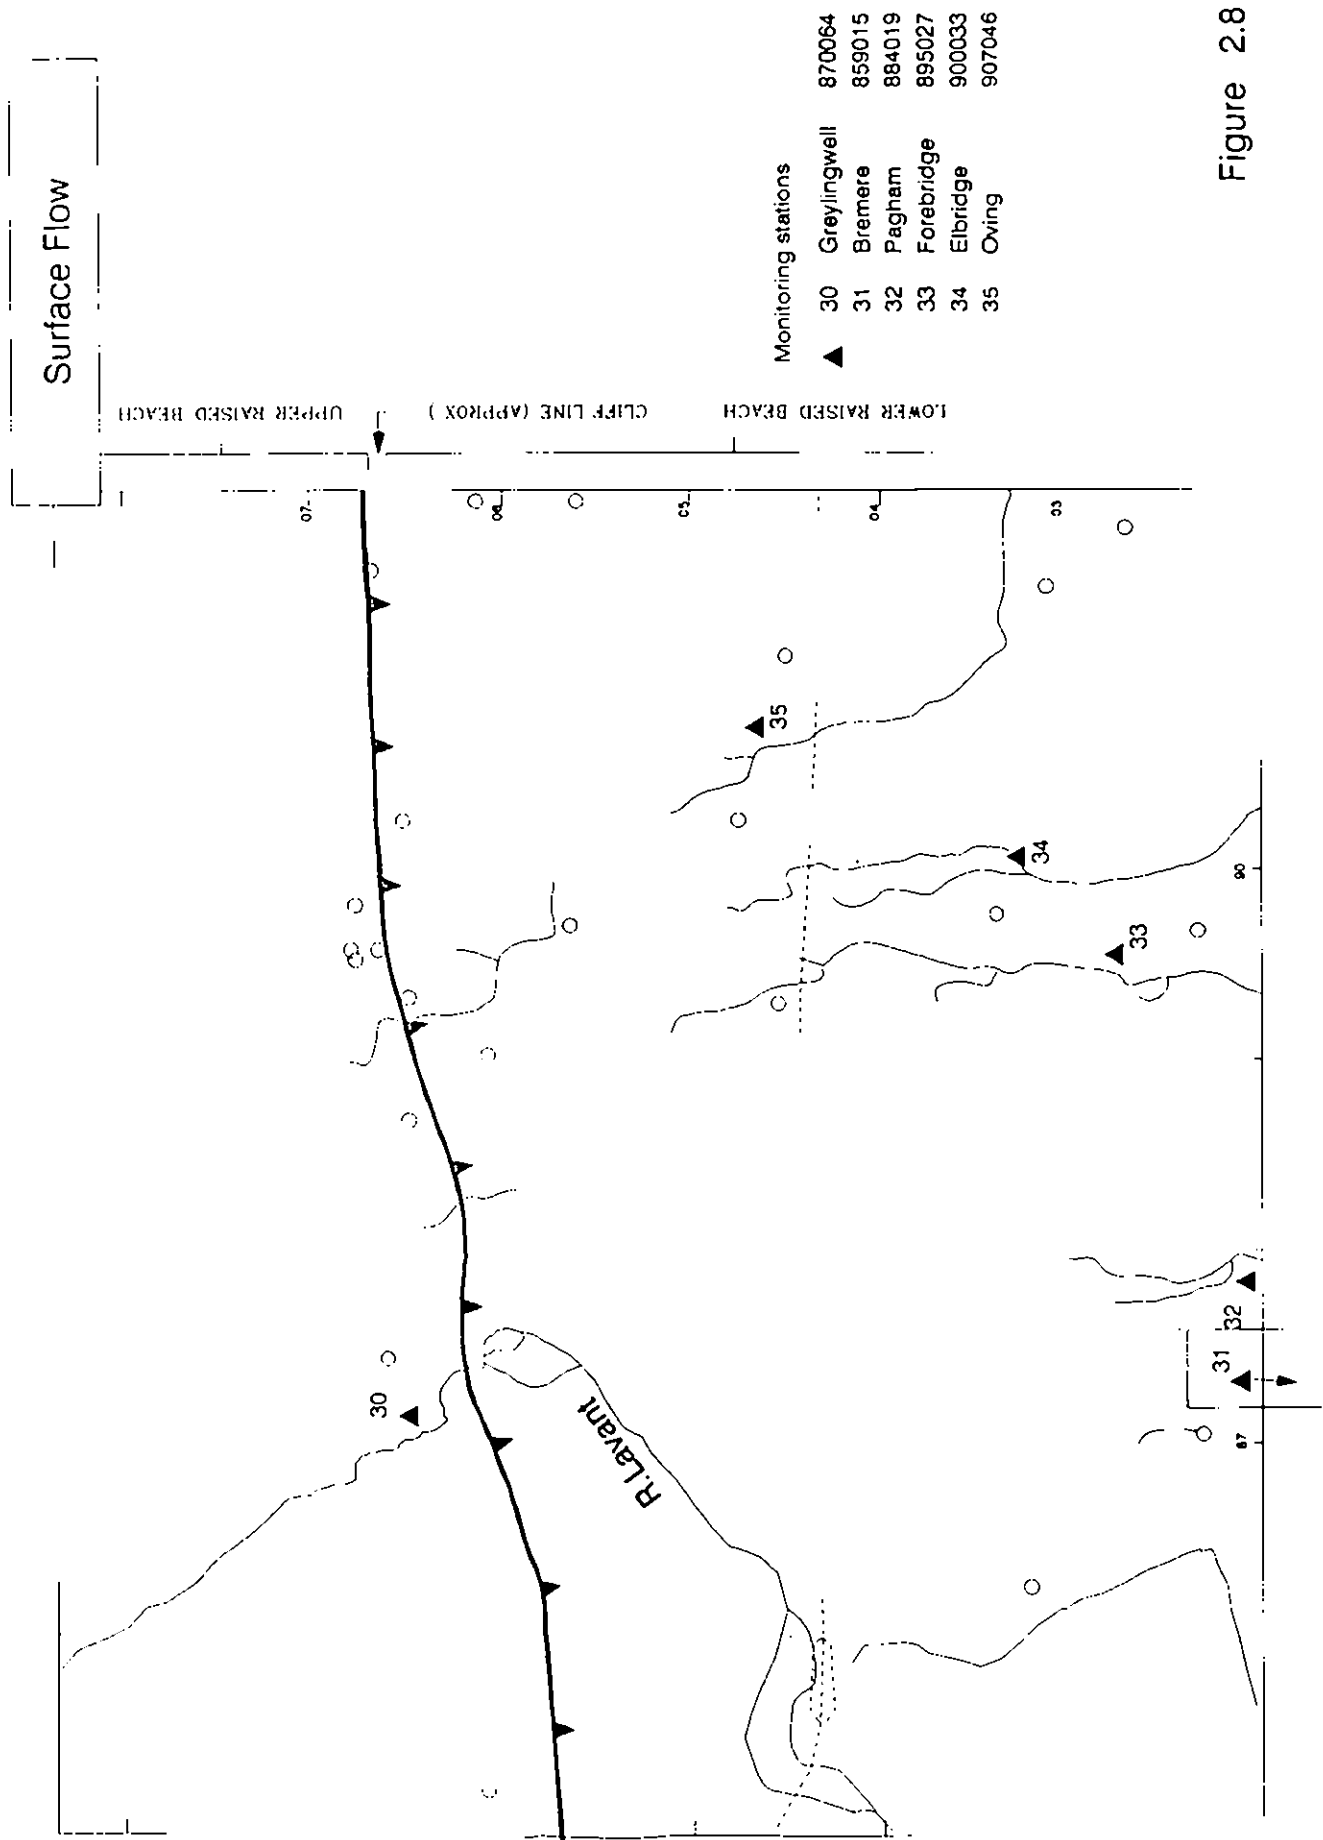 Surface Flow
UPPER RAISED BEACH
CLIFF LINE (APPROX )
LOWER RAISED BEACH
07
06
05
04
03
30
R.Lavant
35
34
33
32
31
87
90
Monitoring stations
30 Greylingwell 870064
31 Bremere 859015
32 Pagham 884019
33 Forebridge 895027
34 Elbridge 900033
35 Oving 907046
Figure 2.8